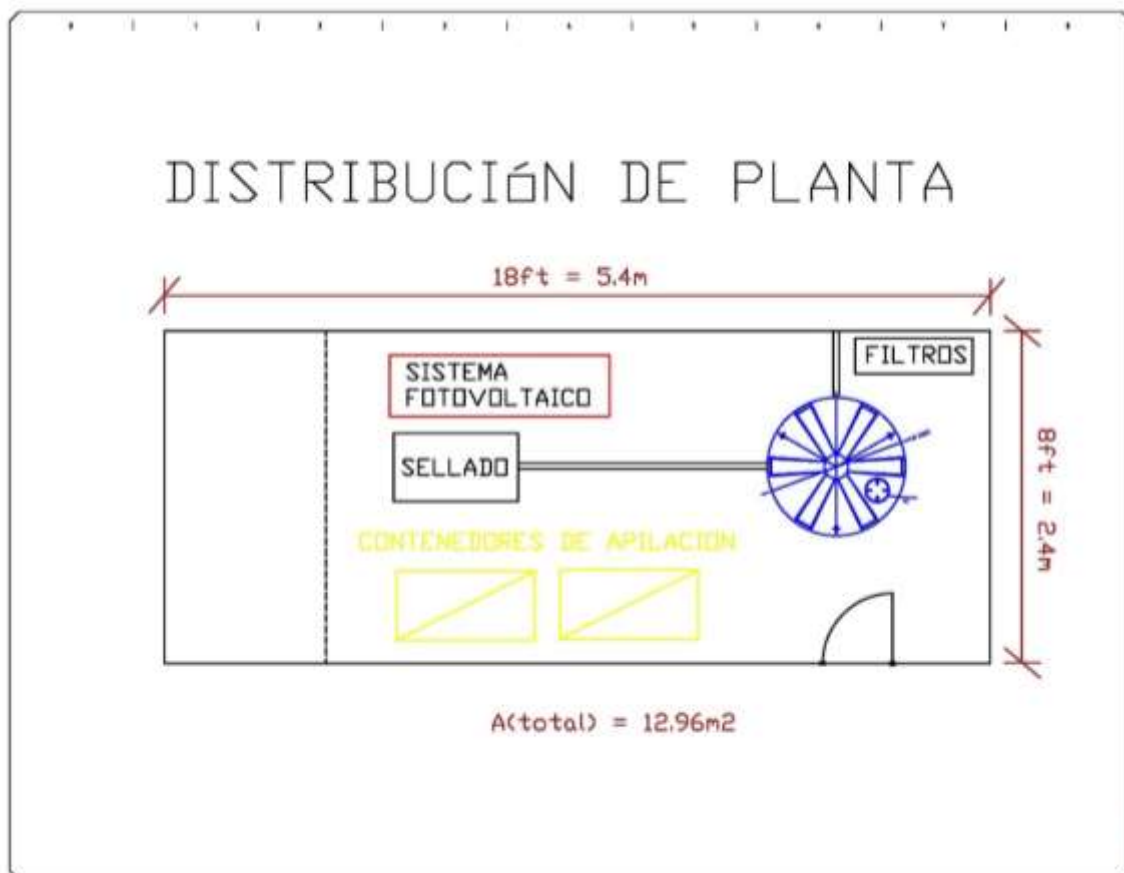 DISTRIBUCIóN DE PLANTA
18ft = 5.4m
FILTROS
SISTEMA
FOTOVOLTAICO
SELLADO
8ft = 2.4m
CONTENEDORES DE APILACION
A(total) = 12.96m2